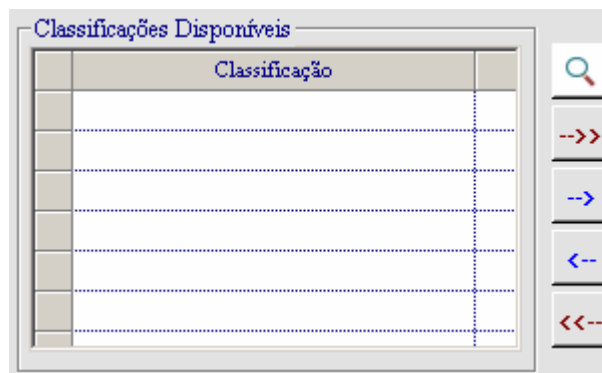 Classificações Disponíveis
Classificação
-->>
-->
<--
<<--